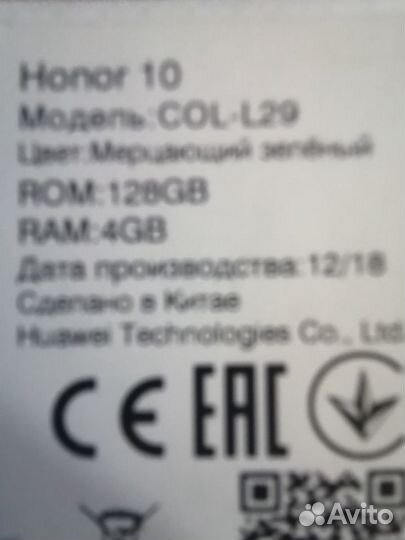 Honor 10
Модель:COL-L29
Цвет:Мерцающий зелёный
ROM:128GB
RAM:4GB
Дата производства:12/18
Сделано в Китае
Huawei Technologies Co., Ltd
CE EAC
Avito